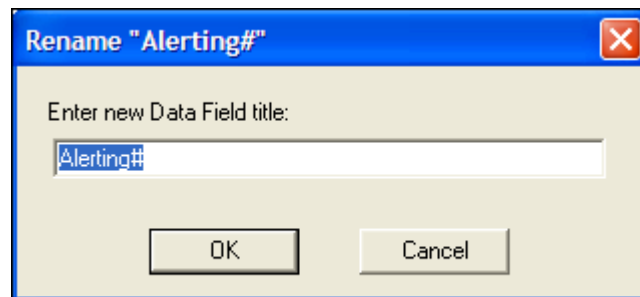 Rename "Alerting#"
Enter new Data Field title:
Alerting#
OK Cancel